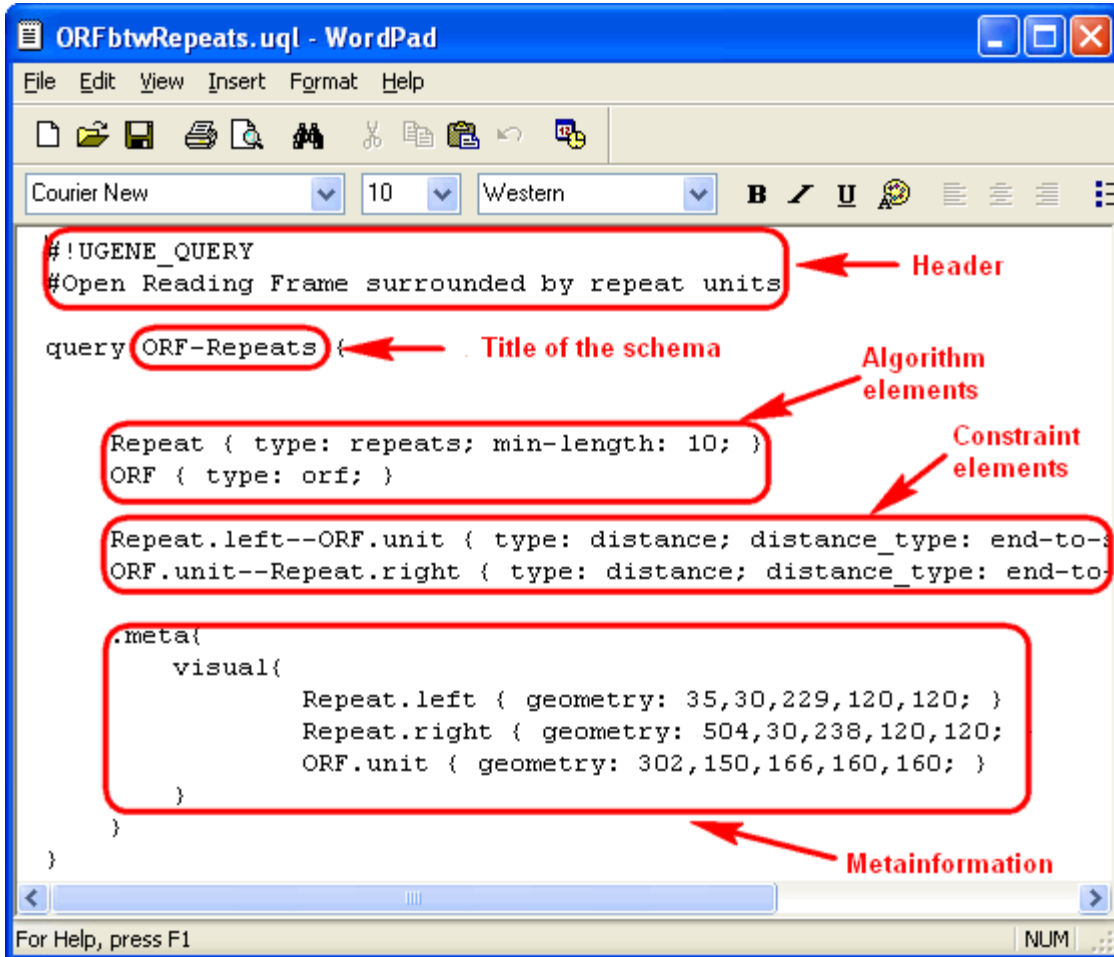 ORFbtwRepeats.uql - WordPad
File Edit View Insert Format Help
Courier New 10 Western B I U
#!UGENE_QUERY
#Open Reading Frame surrounded by repeat units
Header
query ORF-Repeats {
Title of the schema
Algorithm
elements
Repeat { type: repeats; min-length: 10; }
ORF { type: orf; }
Constraint
elements
Repeat.left--ORF.unit { type: distance; distance_type: end-to-s
ORF.unit--Repeat.right { type: distance; distance_type: end-to-
.meta{
visual{
Repeat.left { geometry: 35,30,229,120,120; }
Repeat.right { geometry: 504,30,238,120,120;
ORF.unit { geometry: 302,150,166,160,160; }
}
}
}
Metainformation
For Help, press F1 NUM